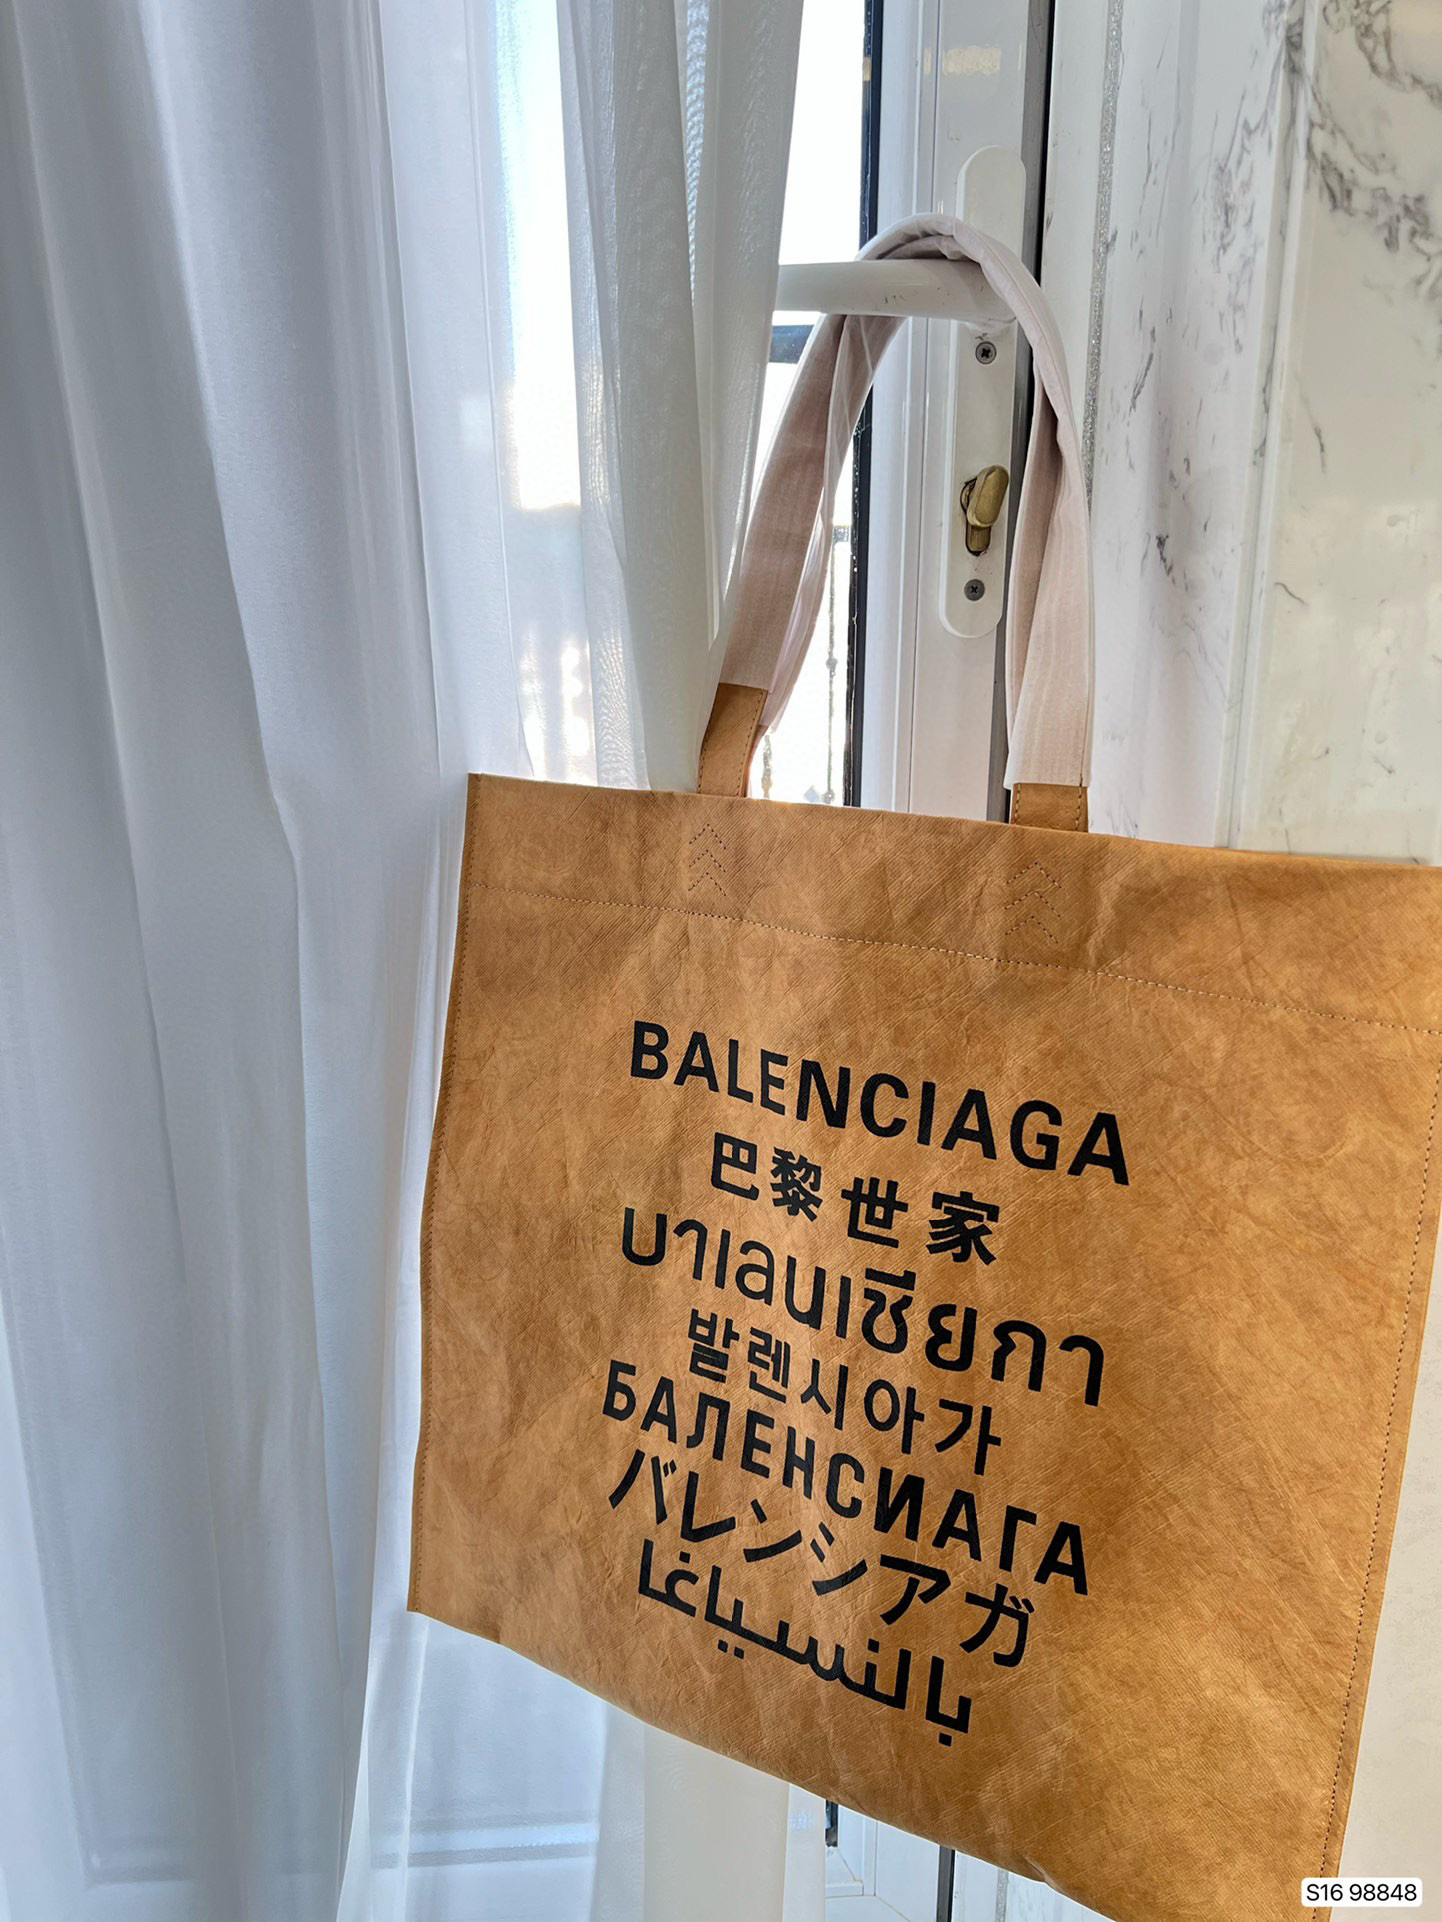 BALENCIAGA
巴黎世家
บาเลนเชียกา
발렌시아가
БАЛЕНСИАГА
バレンシアガ
بالنسياغا
S16 98848